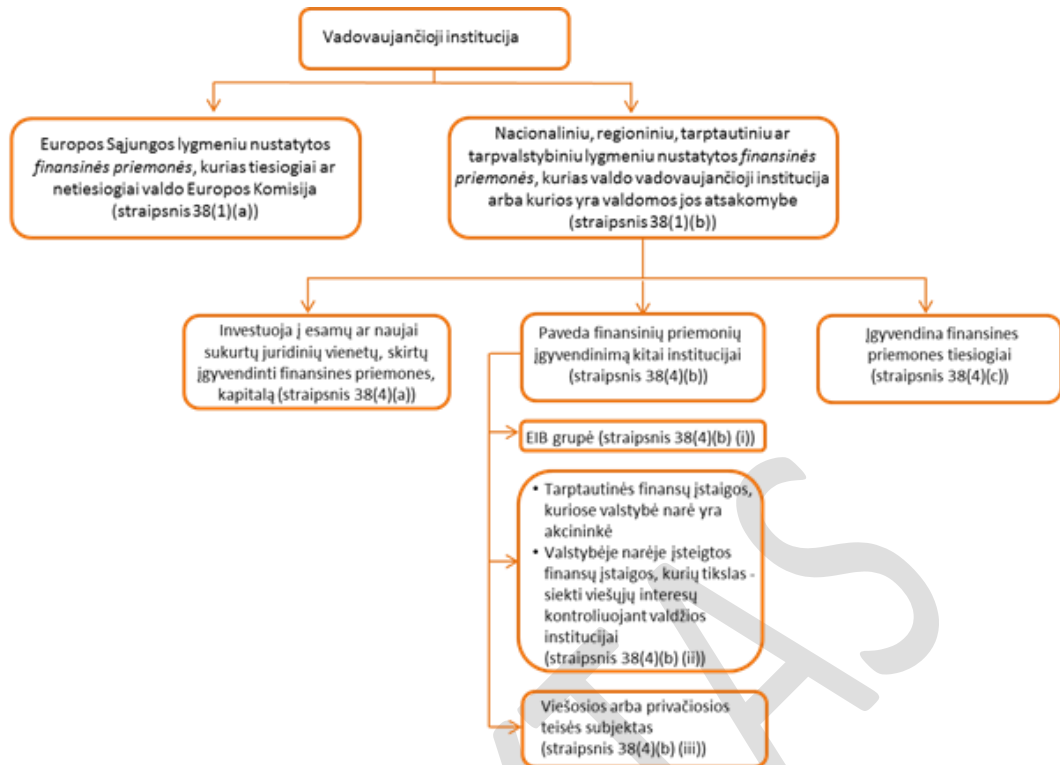 Vadovaujančioji institucija
Europos Sąjungos lygmeniu nustatytos
finansinės priemonės, kurias tiesiogiai ar
netiesiogiai valdo Europos Komisija
(straipsnis 38(1)(a))
Nacionaliniu, regioniniu, tarptautiniu ar
tarpvalstybiniu lygmeniu nustatytos finansinės
priemonės, kurias valdo vadovaujančioji institucija
arba kurios yra valdomos jos atsakomybe
(straipsnis 38(1)(b))
Investuoja į esamų ar naujai
sukurtų juridinių vienetų, skirtų
įgyvendinti finansines priemones,
kapitalą (straipsnis 38(4)(a))
Paveda finansinių priemonių
įgyvendinimą kitai institucijai
(straipsnis 38(4)(b))
Įgyvendina finansines
priemones tiesiogiai
(straipsnis 38(4)(c))
EIB grupė (straipsnis 38(4)(b) (i))
• Tarptautinės finansų įstaigos,
kuriose valstybė narė yra
akcininkė
• Valstybėje narėje įsteigtos
finansų įstaigos, kurių tikslas -
siekti viešųjų interesų
kontroliuojant valdžios
institucijai
(straipsnis 38(4)(b) (ii))
Viešosios arba privačiosios
teisės subjektas
(straipsnis 38(4)(b) (iii))